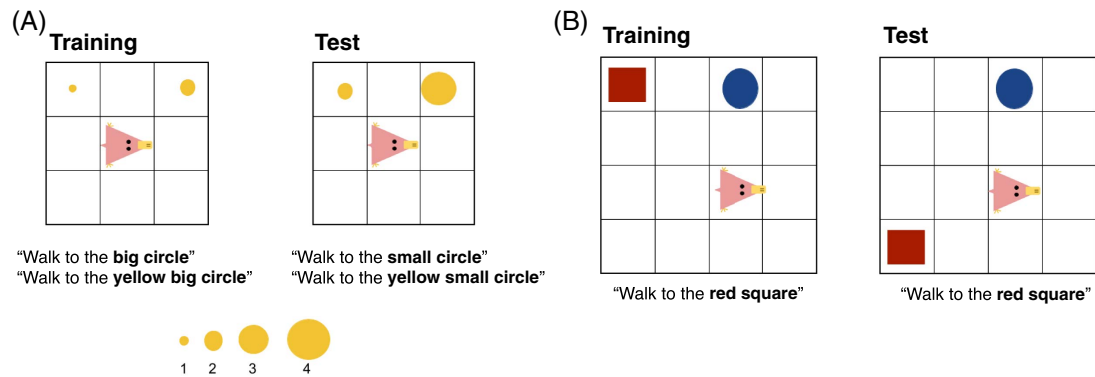 (A)
Training
Test
“Walk to the big circle”
“Walk to the yellow big circle”
“Walk to the small circle”
“Walk to the yellow small circle”
1 2 3 4
(B)
Training
Test
“Walk to the red square”
“Walk to the red square”